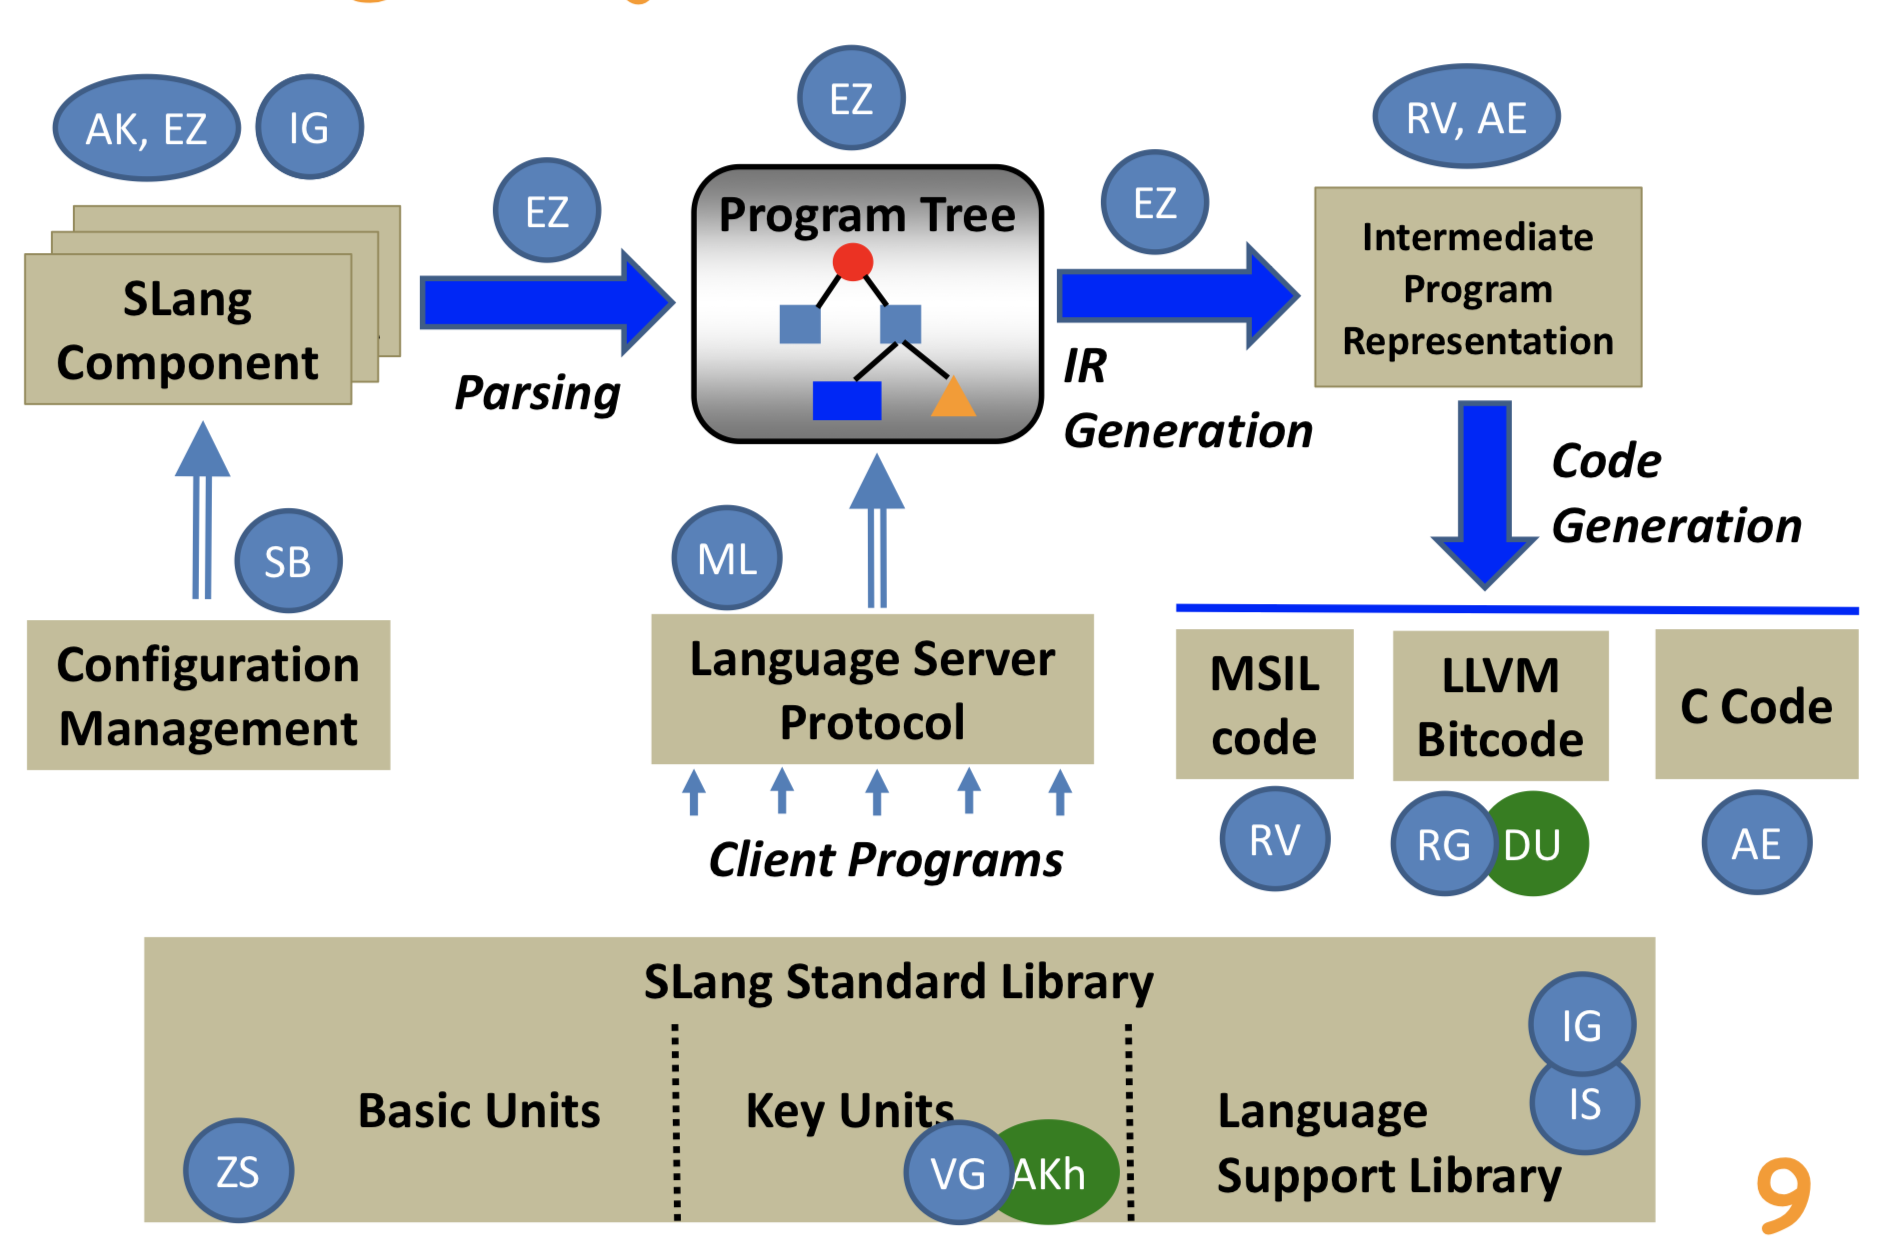 AK, EZ
IG
EZ
EZ
EZ
RV, AE
SLang
Component
Parsing
Program Tree
IR
Generation
Intermediate
Program
Representation
Code
Generation
SB
Configuration
Management
ML
Language Server
Protocol
Client Programs
MSIL
code
LLVM
Bitcode
C Code
RV
RG
DU
AE
SLang Standard Library
Basic Units
Key Units
Language
Support Library
ZS
VG
AKh
IG
IS
9